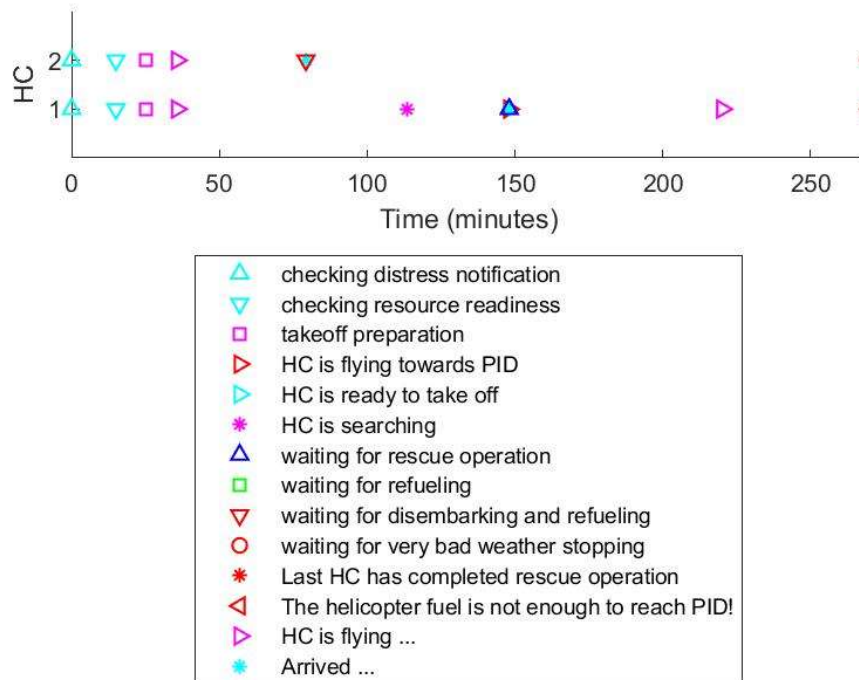 HC
2
1
0 50 100 150 200 250
Time (minutes)
checking distress notification
checking resource readiness
takeoff preparation
HC is flying towards PID
HC is ready to take off
HC is searching
waiting for rescue operation
waiting for refueling
waiting for disembarking and refueling
waiting for very bad weather stopping
Last HC has completed rescue operation
The helicopter fuel is not enough to reach PID!
HC is flying ...
Arrived ...